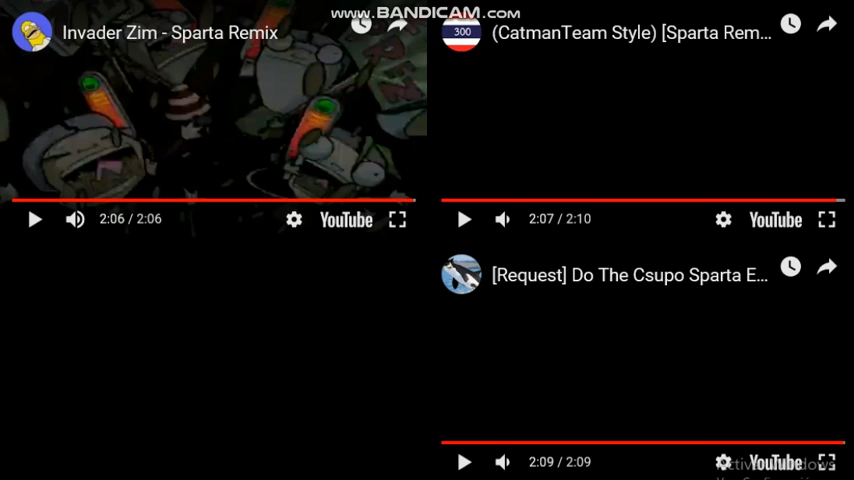 www.BANDICAM.com
Invader Zim - Sparta Remix
300
(CatmanTeam Style) [Sparta Rem...
2:06 / 2:06
YouTube
2:07 / 2:10
YouTube
[Request] Do The Csupo Sparta E...
2:09 / 2:09
YouTube